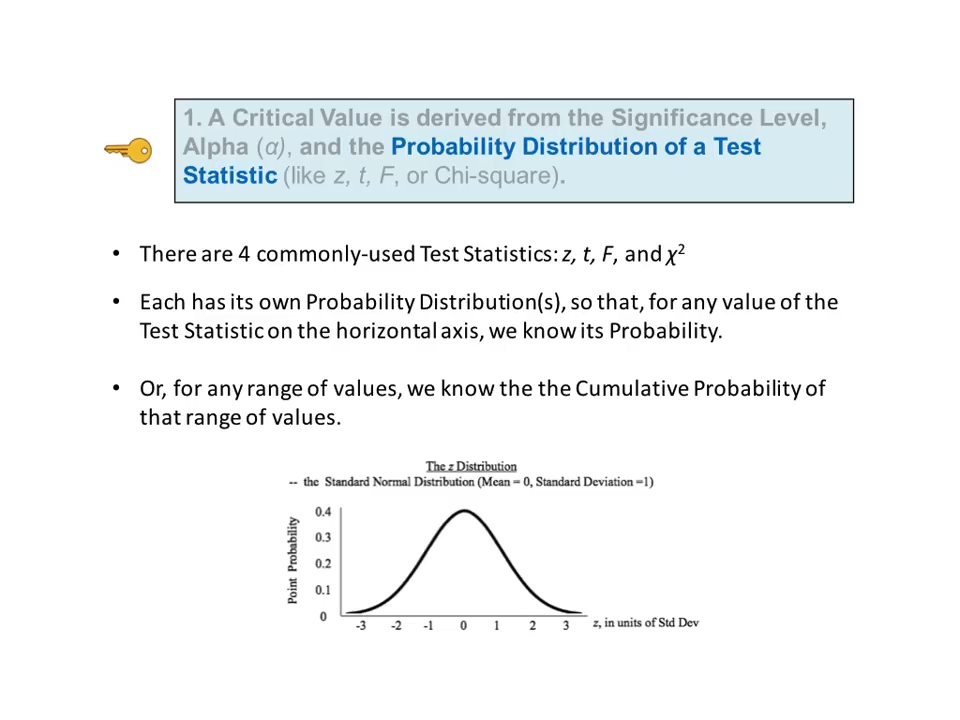 1. A Critical Value is derived from the Significance Level,
Alpha (α), and the Probability Distribution of a Test
Statistic (like z, t, F, or Chi-square).
• There are 4 commonly-used Test Statistics: z, t, F, and χ²
• Each has its own Probability Distribution(s), so that, for any value of the
Test Statistic on the horizontal axis, we know its Probability.
• Or, for any range of values, we know the the Cumulative Probability of
that range of values.
The z Distribution
-- the Standard Normal Distribution (Mean = 0, Standard Deviation =1)
Point Probability
0.4
0.3
0.2
0.1
0
-3 -2 -1 0 1 2 3
z, in units of Std Dev